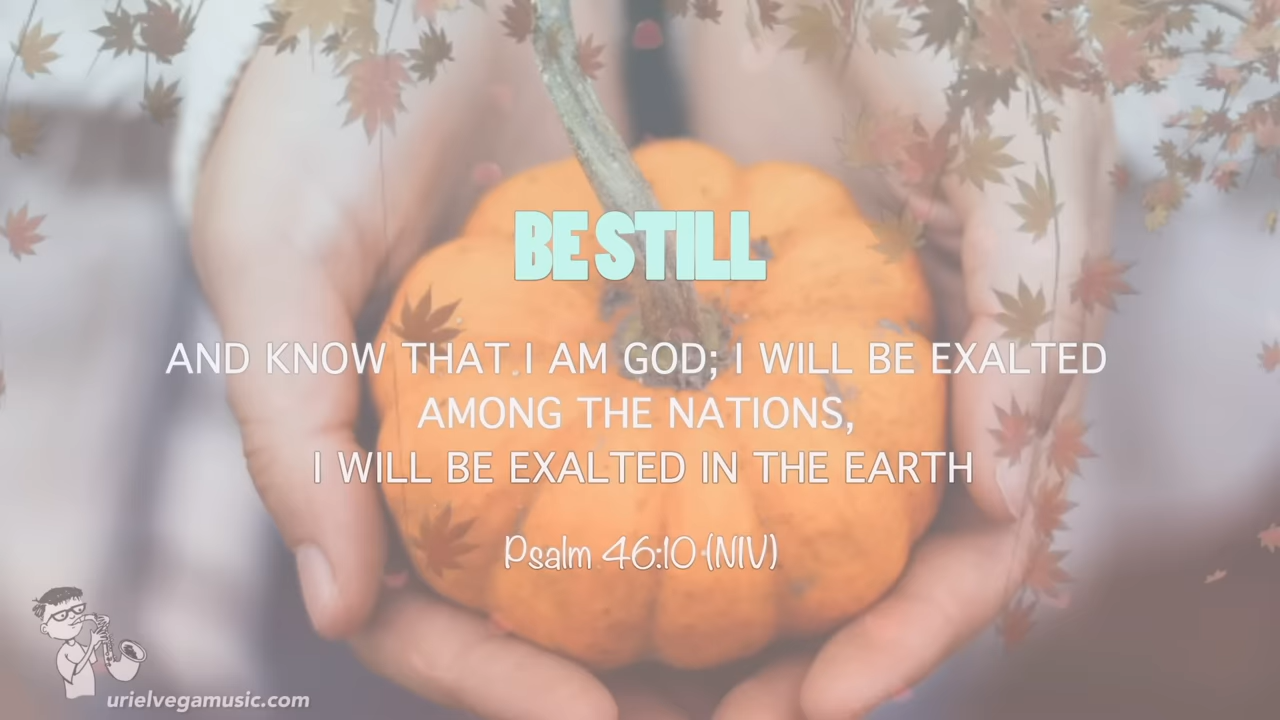 BE STILL
AND KNOW THAT I AM GOD; I WILL BE EXALTED
AMONG THE NATIONS,
I WILL BE EXALTED IN THE EARTH
Psalm 46:10 (NIV)
urielvegamusic.com